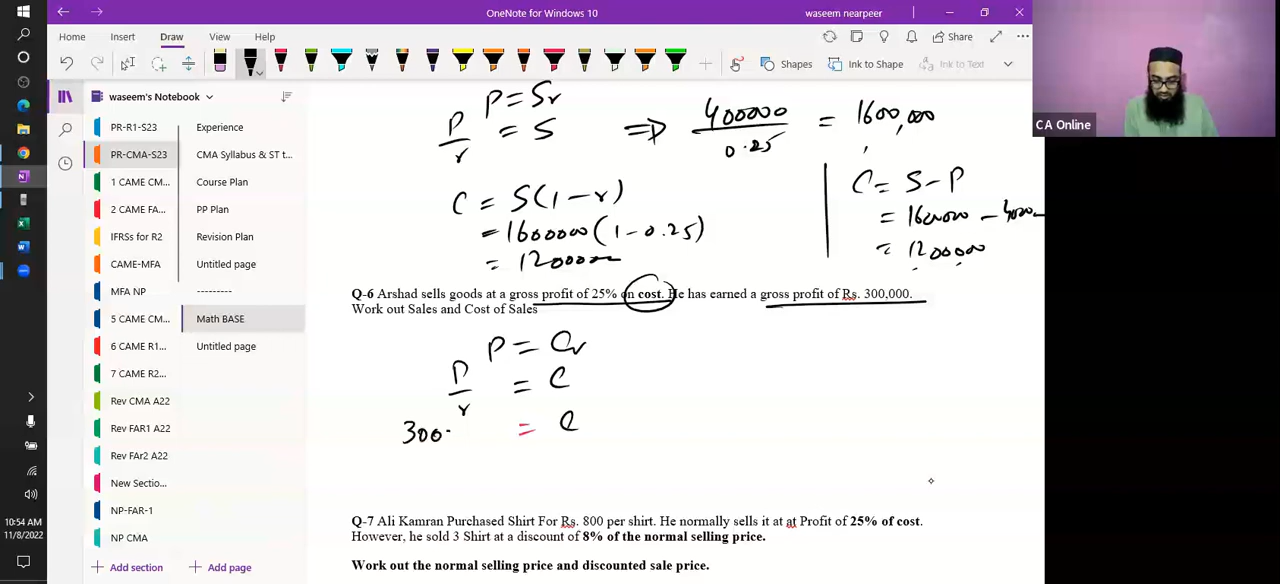 OneNote for Windows 10
waseem nearpeer
Home Insert Draw View Help
Share
Shapes Ink to Shape Ink to Text
waseem's Notebook
PR-R1-S23
PR-CMA-S23
1 CAME CM...
2 CAME FA...
IFRSs for R2
CAME-MFA
MFA NP
5 CAME CM...
6 CAME R1...
7 CAME R2...
Rev CMA A22
Rev FAR1 A22
Rev FAr2 A22
New Sectio...
NP-FAR-1
NP CMA
Add section
Experience
CMA Syllabus & ST t...
Course Plan
PP Plan
Revision Plan
Untitled page
---------
Math BASE
Untitled page
Add page
P = Sr
P/r = S ⇒ 400000/0.25 = 1600,000
C = S(1-r)
= 1600000(1-0.25)
= 1200000
C = S-P
= 1600000 - 400000
= 1200000
Q-6 Arshad sells goods at a gross profit of 25% on cost. He has earned a gross profit of Rs. 300,000.
Work out Sales and Cost of Sales
P = Cr
P/r = C
300 = C
Q-7 Ali Kamran Purchased Shirt For Rs. 800 per shirt. He normally sells it at at Profit of 25% of cost.
However, he sold 3 Shirt at a discount of 8% of the normal selling price.
Work out the normal selling price and discounted sale price.
C A Online
10:54 AM
11/8/2022